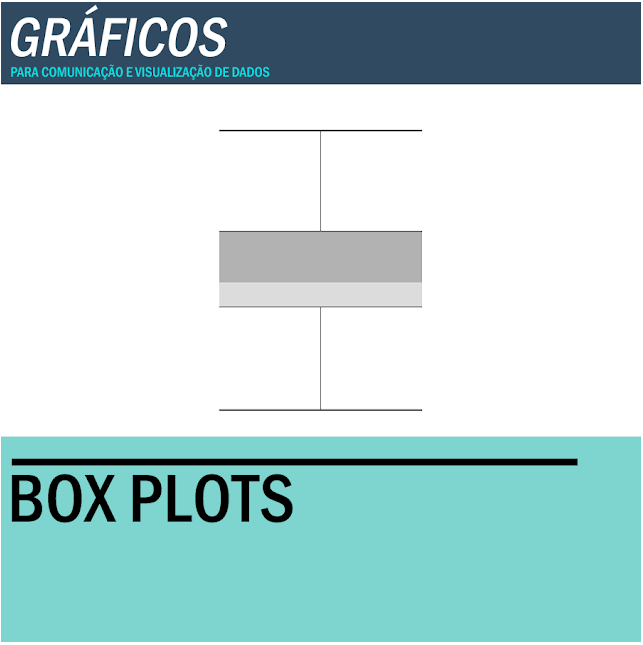 GRÁFICOS
PARA COMUNICAÇÃO E VISUALIZAÇÃO DE DADOS
BOX PLOTS